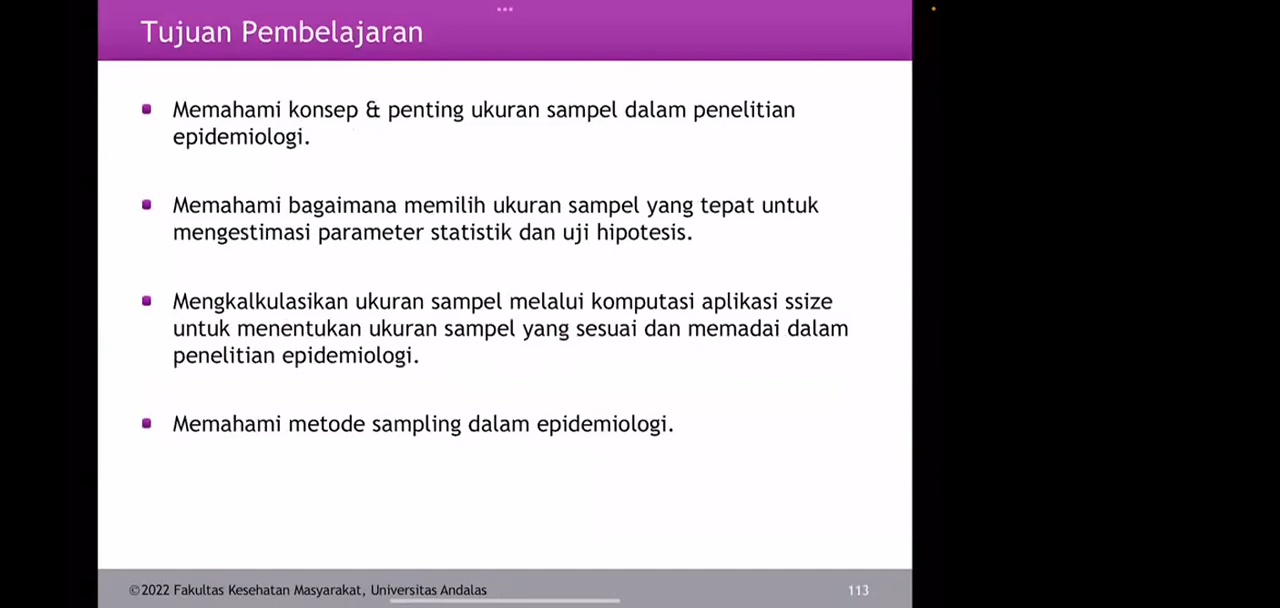 Tujuan Pembelajaran
Memahami konsep & penting ukuran sampel dalam penelitian
epidemiologi.
Memahami bagaimana memilih ukuran sampel yang tepat untuk
mengestimasi parameter statistik dan uji hipotesis.
Mengkalkulasikan ukuran sampel melalui komputasi aplikasi ssize
untuk menentukan ukuran sampel yang sesuai dan memadai dalam
penelitian epidemiologi.
Memahami metode sampling dalam epidemiologi.
©2022 Fakultas Kesehatan Masyarakat, Universitas Andalas
113